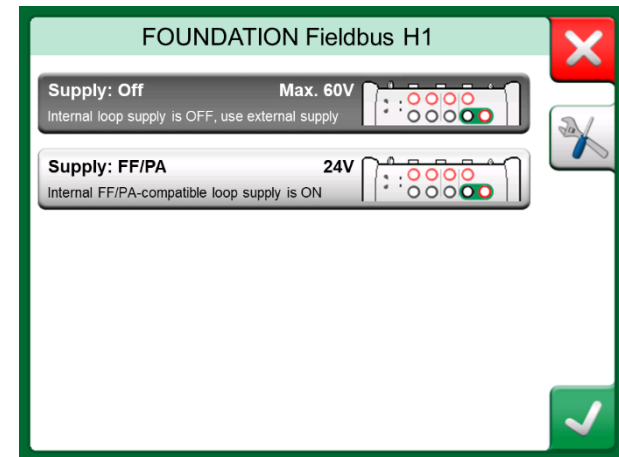 FOUNDATION Fieldbus H1
Supply: Off Max. 60V
Internal loop supply is OFF, use external supply
Supply: FF/PA 24V
Internal FF/PA-compatible loop supply is ON